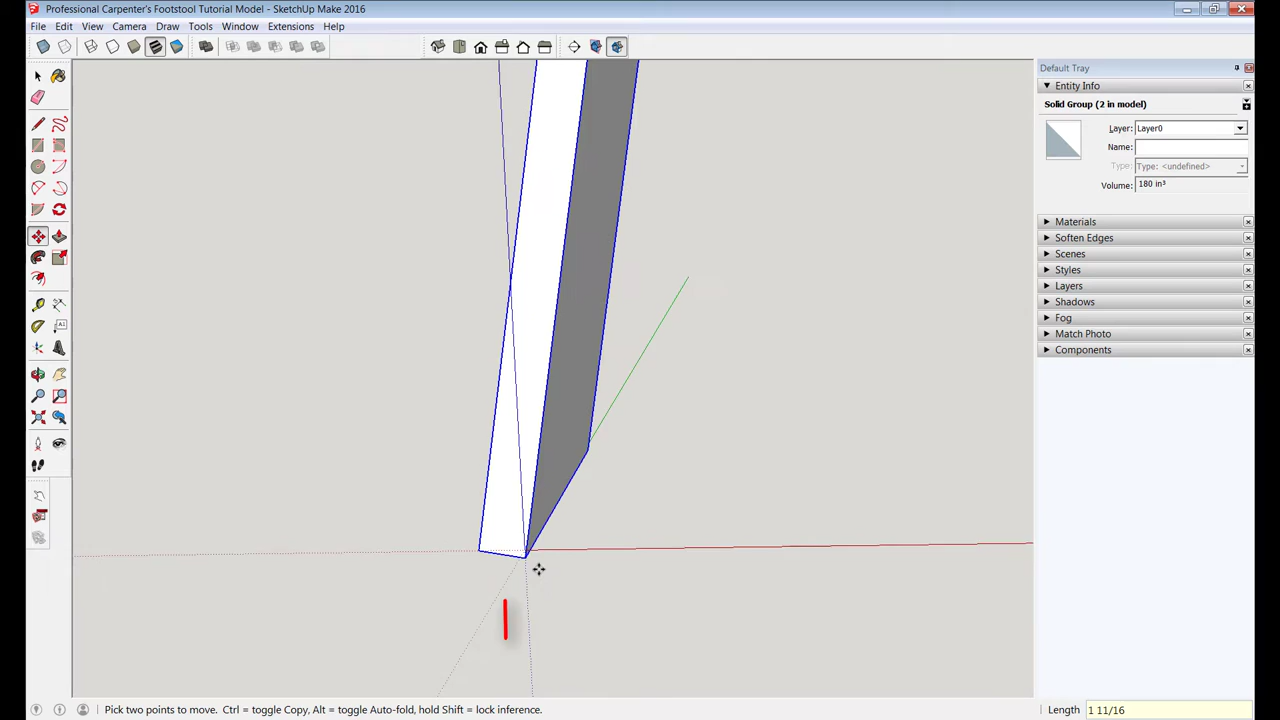 Professional Carpenter's Footstool Tutorial Model - SketchUp Make 2016
File Edit View Camera Draw Tools Window Extensions Help
Default Tray
Entity Info
Solid Group (2 in model)
Layer: Layer0
Name:
Type: Type: <undefined>
Volume: 180 in³
Materials
Soften Edges
Scenes
Styles
Layers
Shadows
Fog
Match Photo
Components
Pick two points to move. Ctrl = toggle Copy, Alt = toggle Auto-fold, hold Shift = lock inference.
Length 1 11/16